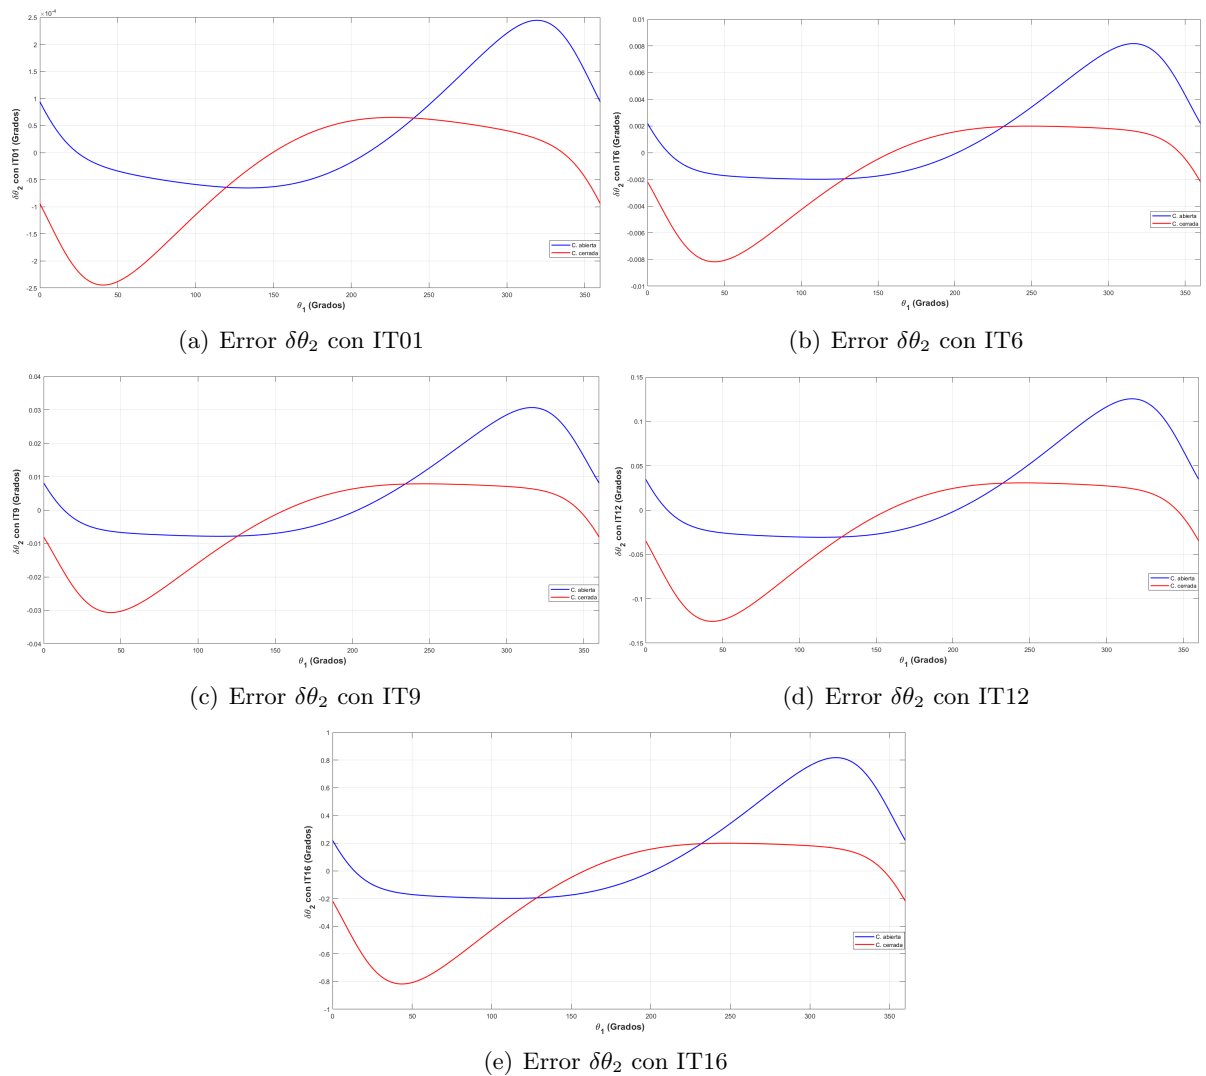 ×10⁻⁴
2.5
2
1.5
1
0.5
0
-0.5
-1
-1.5
-2
-2.5
δθ₂ con IT01 (Grados)
0 50 100 150 200 250 300 350
θ₁ (Grados)
C. abierta
C. cerrada
(a) Error δθ₂ con IT01
0.01
0.008
0.006
0.004
0.002
0
-0.002
-0.004
-0.006
-0.008
-0.01
δθ₂ con IT6 (Grados)
0 50 100 150 200 250 300 350
θ₁ (Grados)
C. abierta
C. cerrada
(b) Error δθ₂ con IT6
0.04
0.03
0.02
0.01
0
-0.01
-0.02
-0.03
-0.04
δθ₂ con IT9 (Grados)
0 50 100 150 200 250 300 350
θ₁ (Grados)
C. abierta
C. cerrada
(c) Error δθ₂ con IT9
0.15
0.1
0.05
0
-0.05
-0.1
-0.15
δθ₂ con IT12 (Grados)
0 50 100 150 200 250 300 350
θ₁ (Grados)
C. abierta
C. cerrada
(d) Error δθ₂ con IT12
1
0.8
0.6
0.4
0.2
0
-0.2
-0.4
-0.6
-0.8
-1
δθ₂ con IT16 (Grados)
0 50 100 150 200 250 300 350
θ₁ (Grados)
C. abierta
C. cerrada
(e) Error δθ₂ con IT16